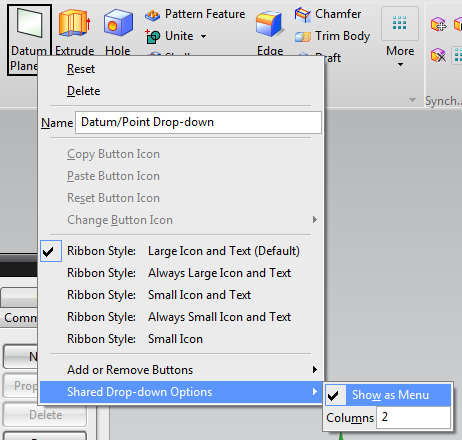 Datum
Plane
Extrude
Hole
Pattern Feature
Unite
Edge
Chamfer
Trim Body
Draft
More
Synch...
Reset
Delete
Name Datum/Point Drop-down
Copy Button Icon
Paste Button Icon
Reset Button Icon
Change Button Icon
Ribbon Style: Large Icon and Text (Default)
Ribbon Style: Always Large Icon and Text
Ribbon Style: Small Icon and Text
Ribbon Style: Always Small Icon and Text
Ribbon Style: Small Icon
Add or Remove Buttons
Shared Drop-down Options
Show as Menu
Columns 2
Comm
N
Prop
Delete